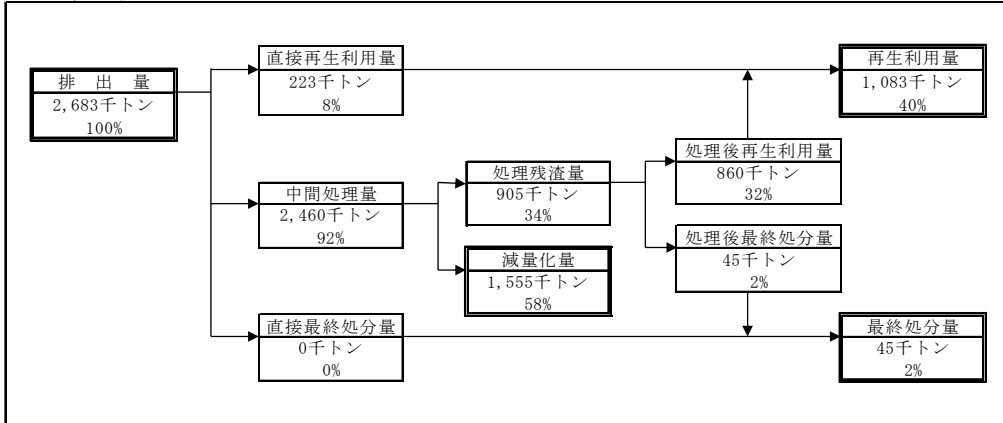 排 出 量
2,683千トン
100%
直接再生利用量
223千トン
8%
中間処理量
2,460千トン
92%
直接最終処分量
0千トン
0%
処理残渣量
905千トン
34%
減量化量
1,555千トン
58%
処理後再生利用量
860千トン
32%
処理後最終処分量
45千トン
2%
再生利用量
1,083千トン
40%
最終処分量
45千トン
2%